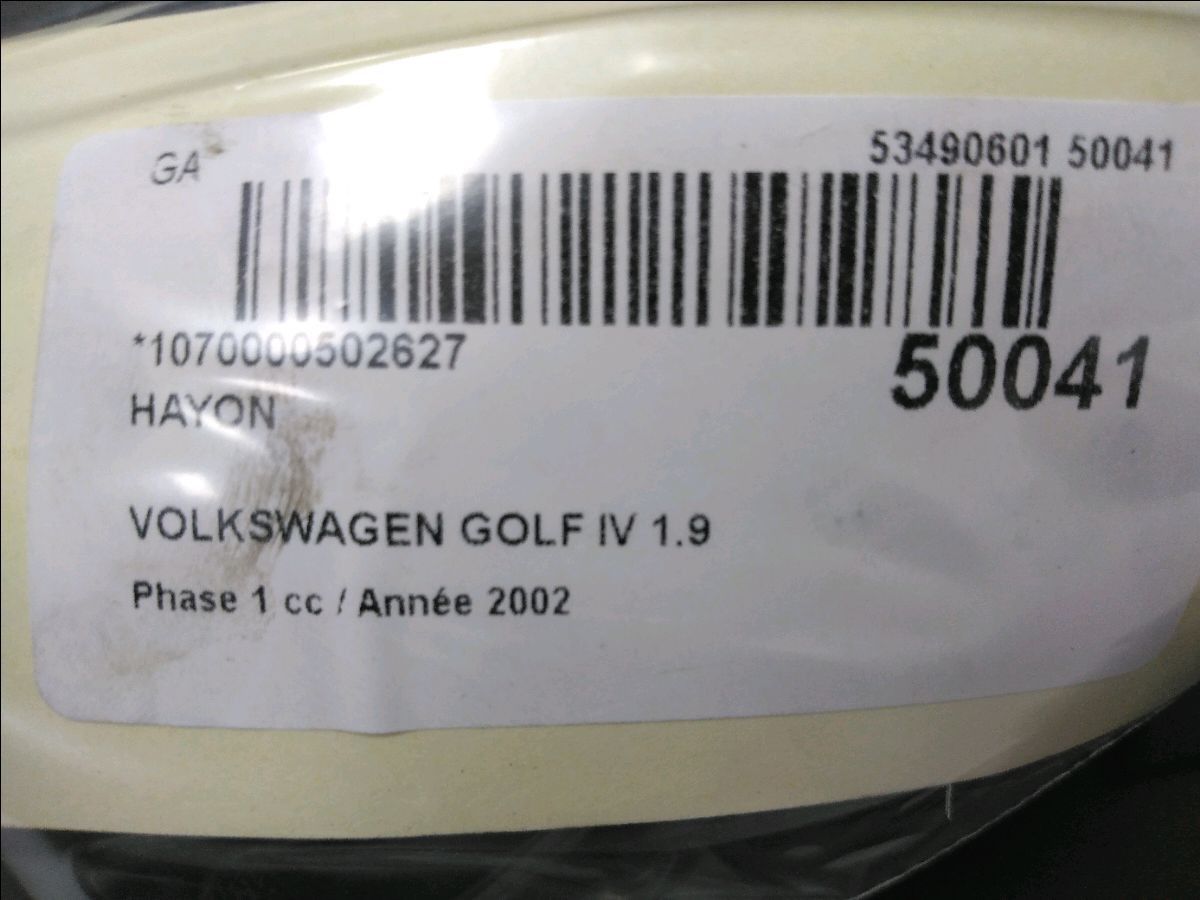 GA
53490601 50041
*1070000502627
50041
HAYON
VOLKSWAGEN GOLF IV 1.9
Phase 1 cc / Année 2002